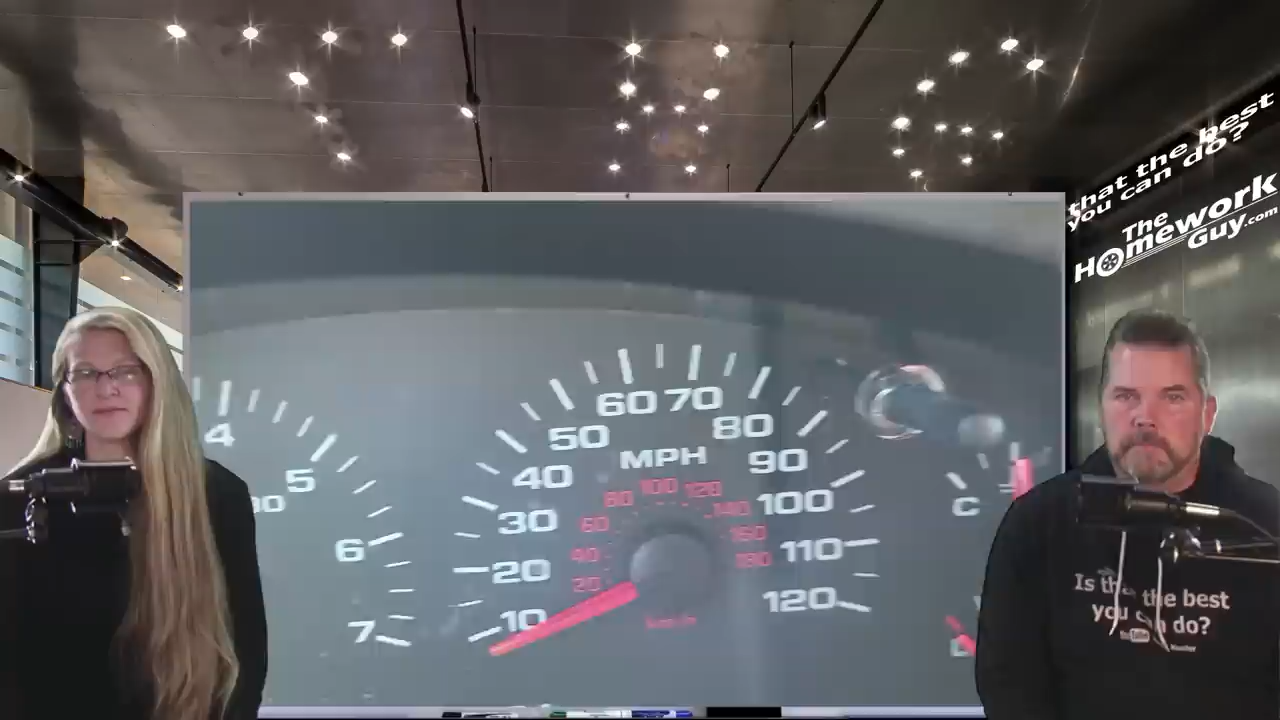 that the best
you can do?
The
Homework
Guy.com
60 70
50 80
MPH
40 90
80 100 120
30 60 140 100
40 160 110
20 20 180 120
10
4
5
00
6
7
C
Is the best
you can do?